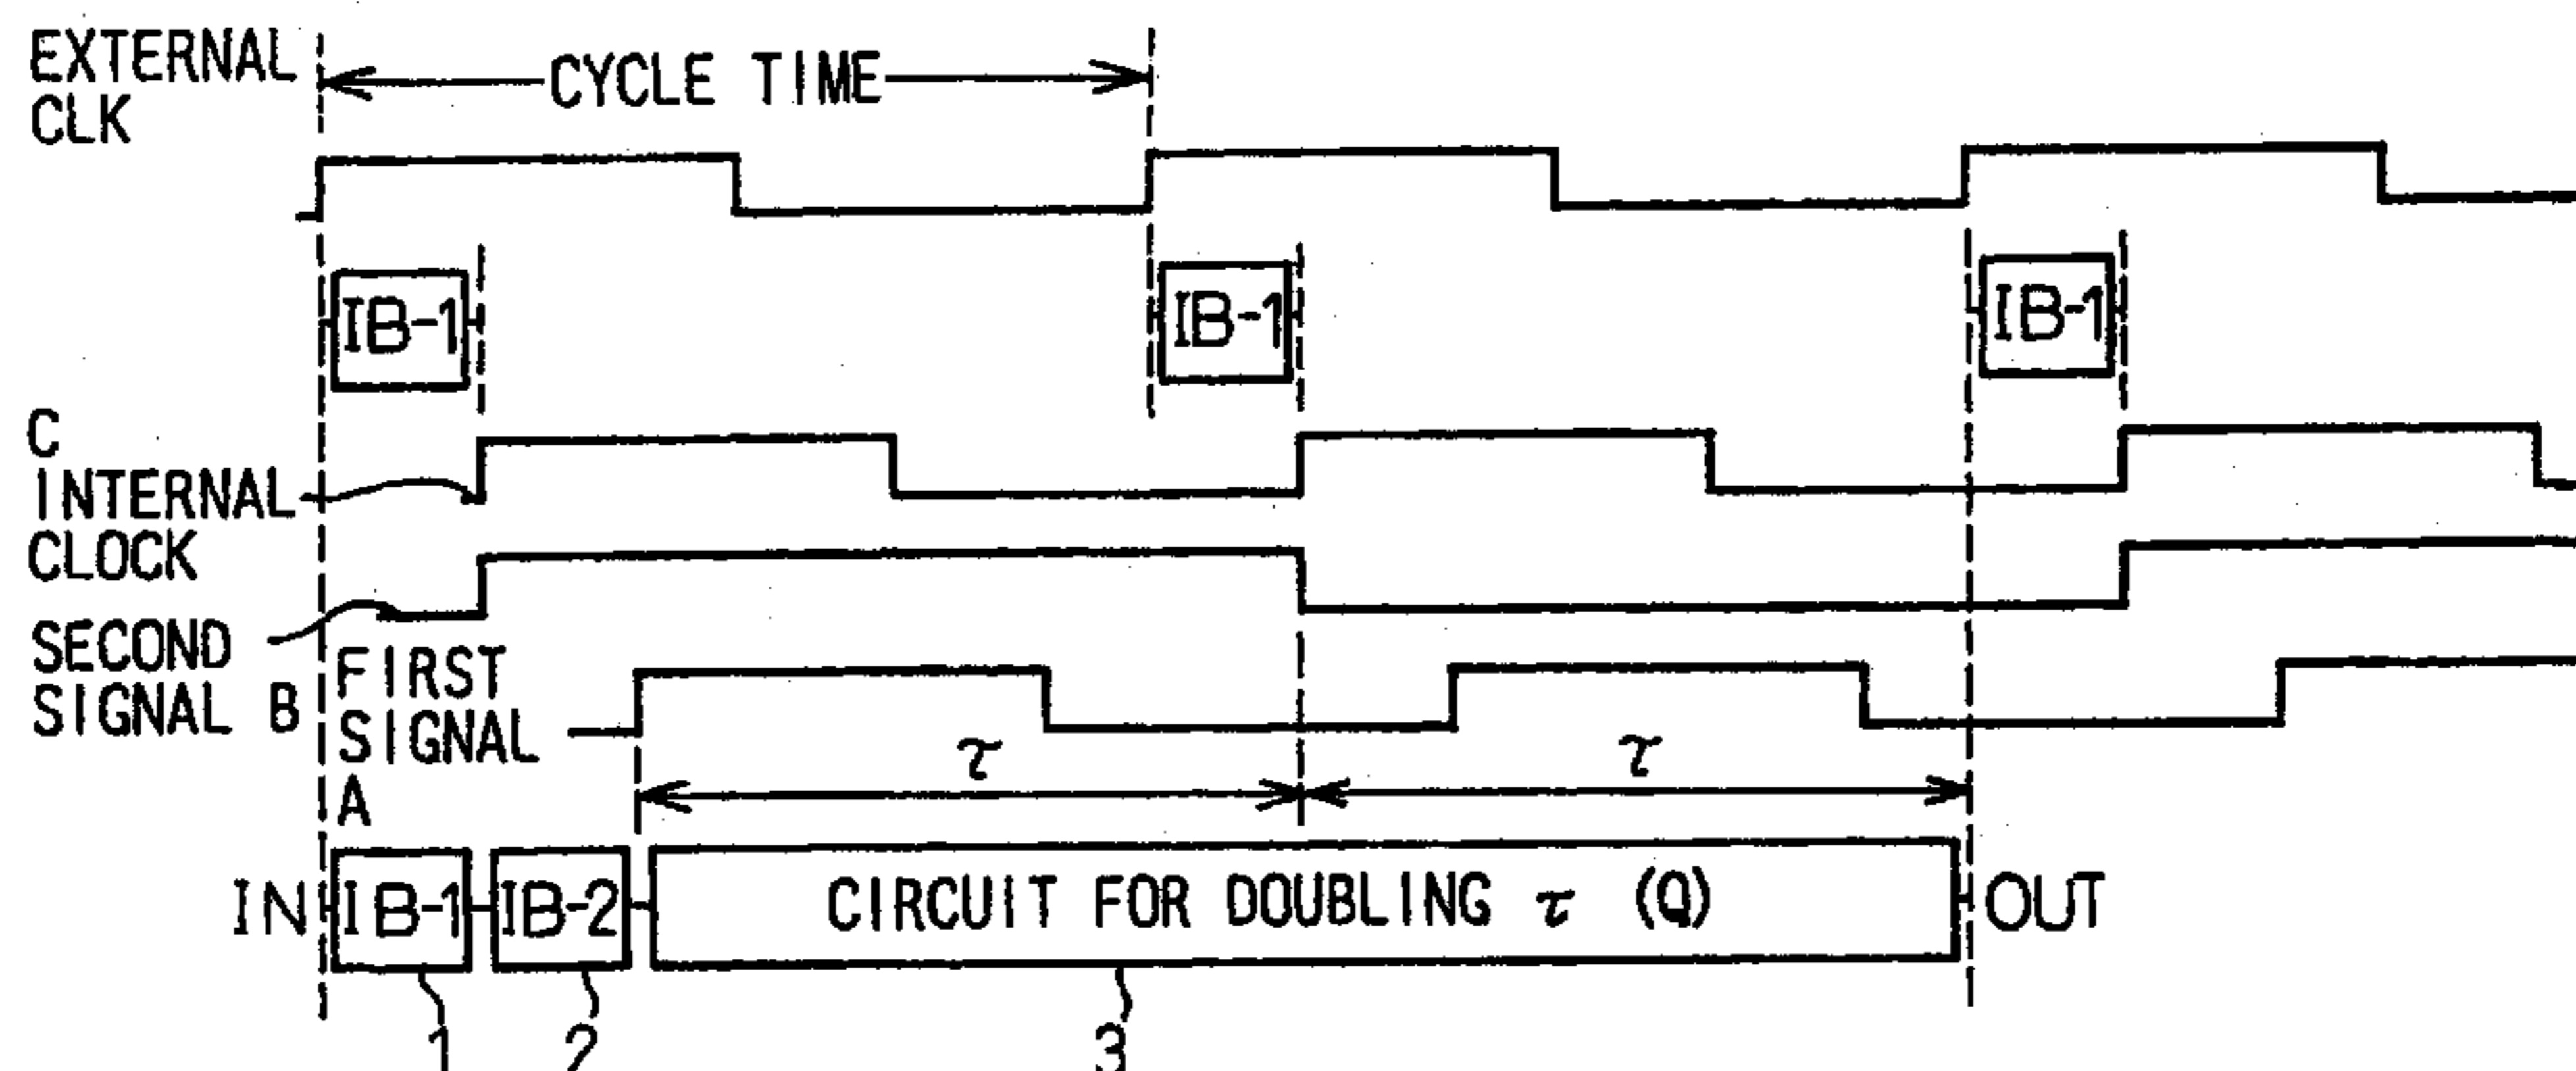 EXTERNAL
CLK
CYCLE TIME
IB-1
IB-1
IB-1
C
INTERNAL
CLOCK
SECOND
SIGNAL B
FIRST
SIGNAL
A
τ
τ
IN
IB-1
IB-2
CIRCUIT FOR DOUBLING τ (Q)
OUT
1
2
3